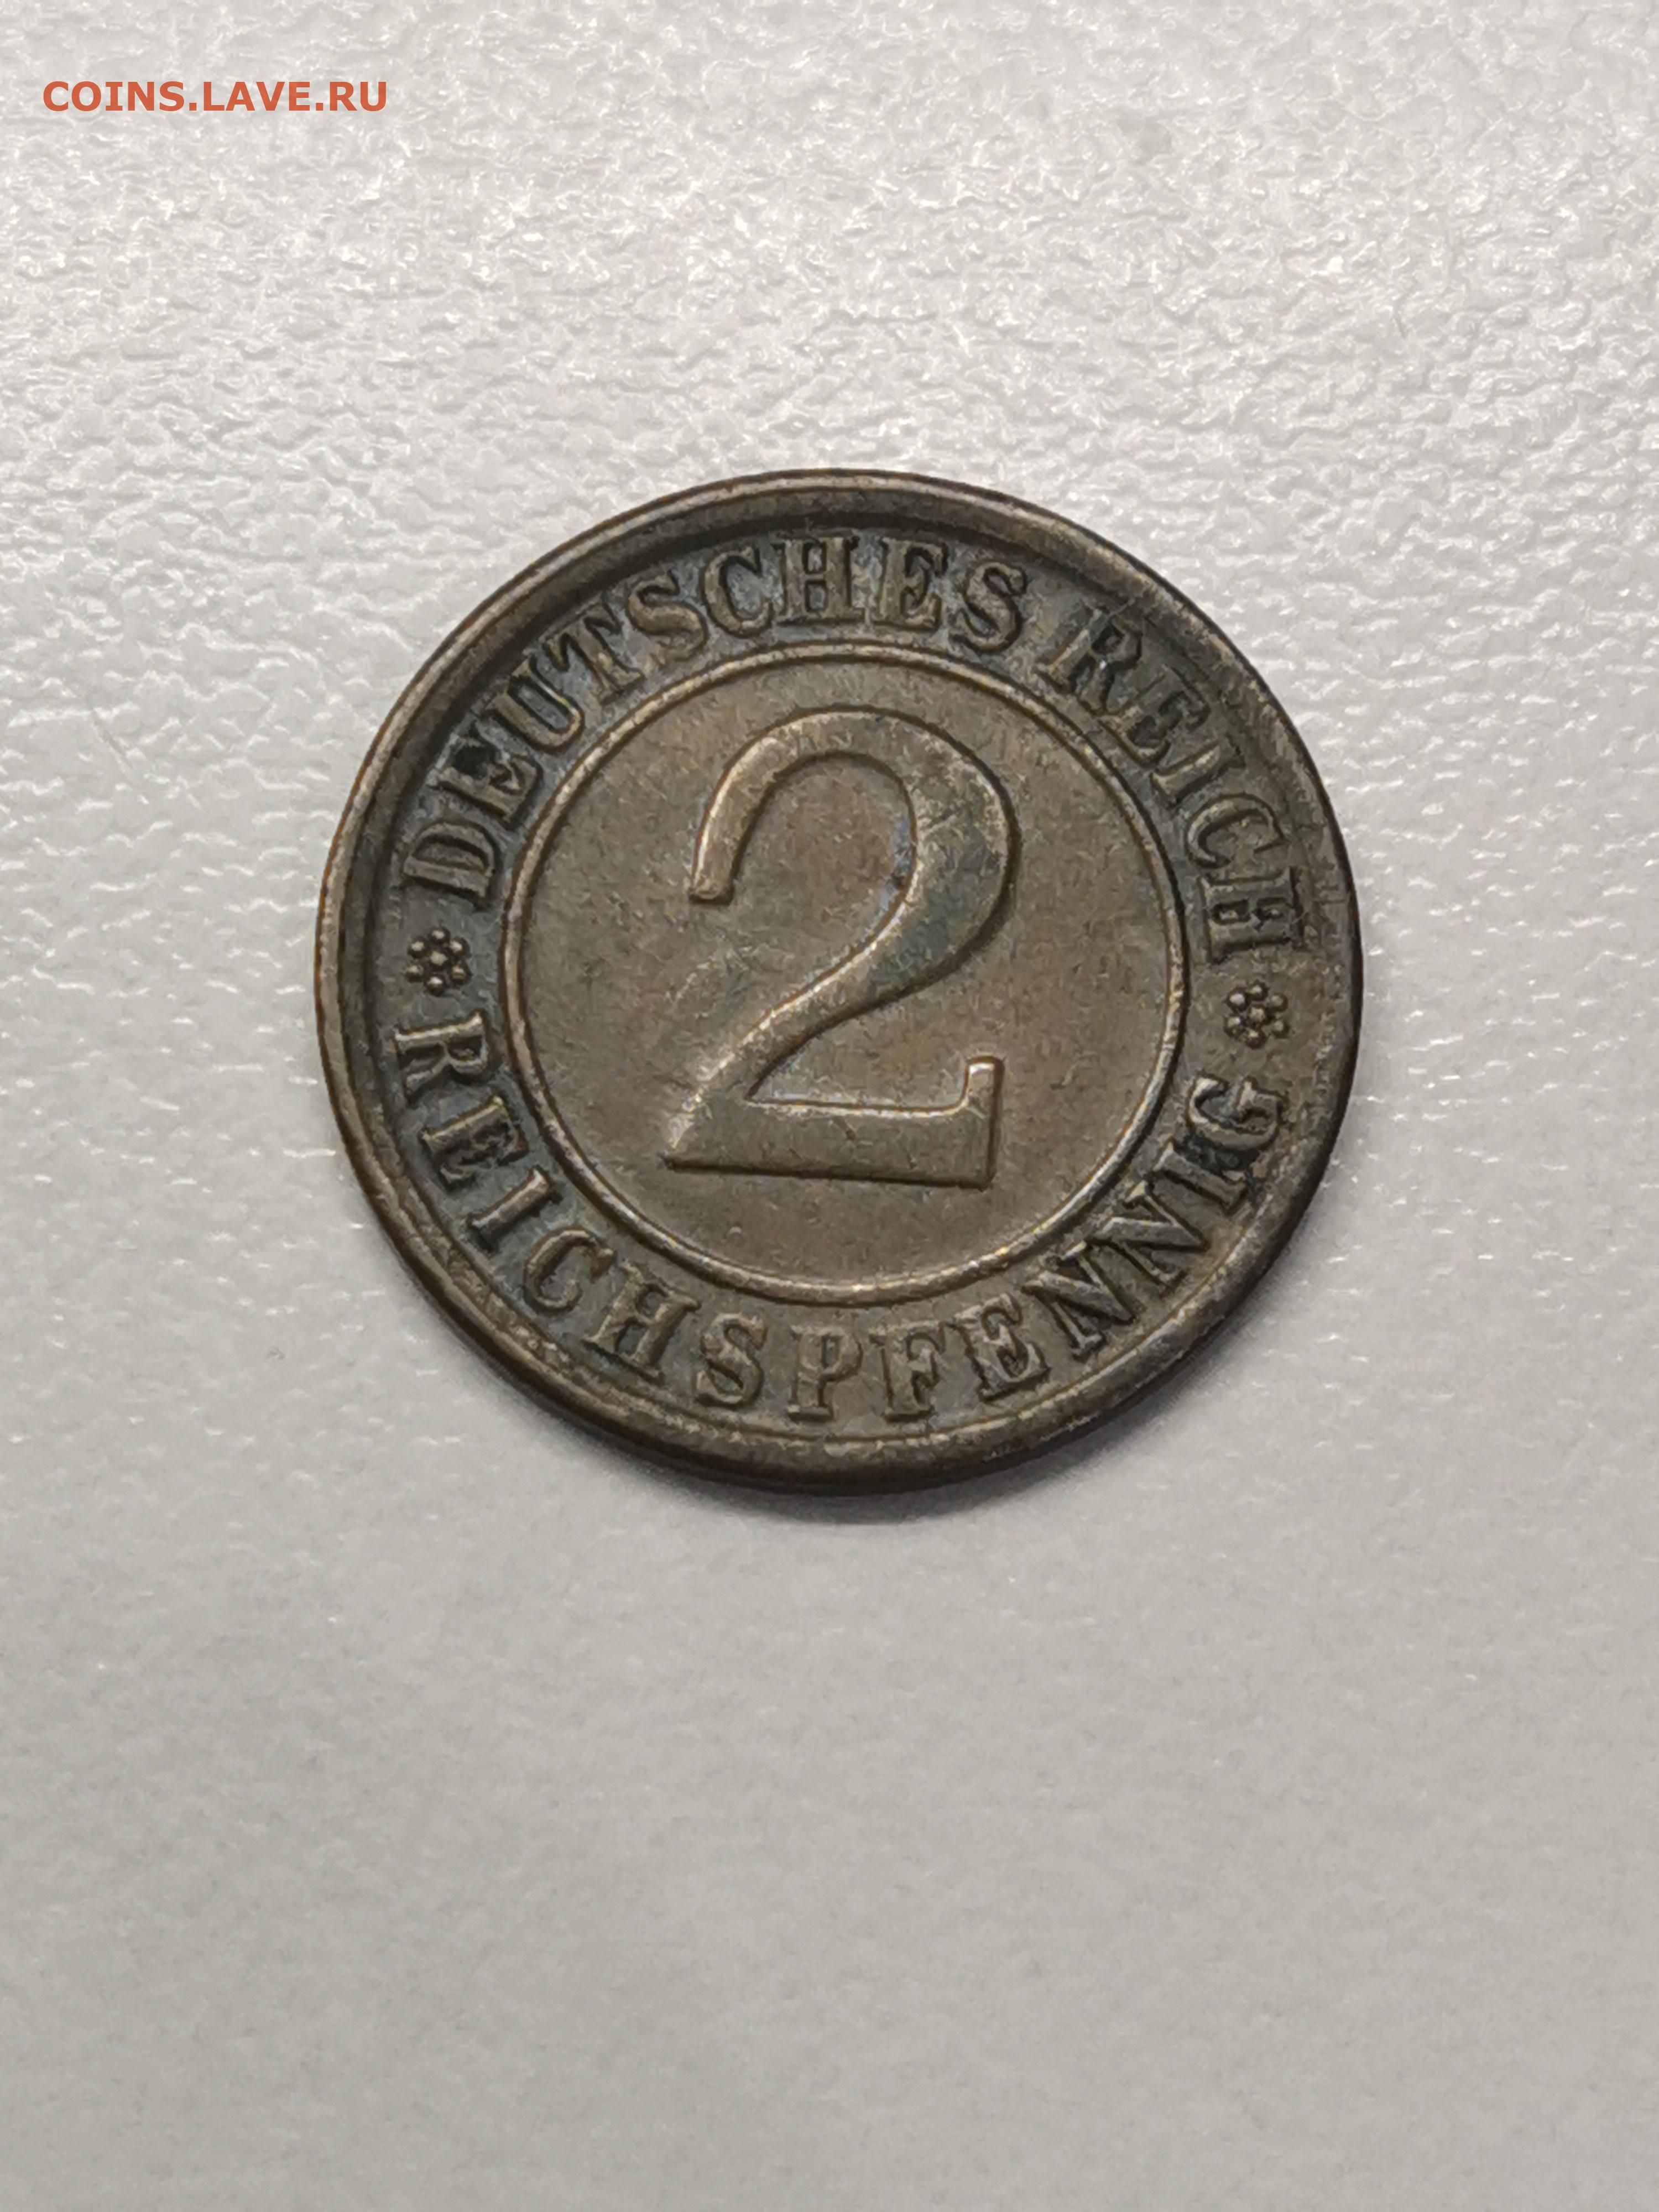 COINS.LAVE.RU
DEUTSCHES REICH
2
REICHSPFENNIG